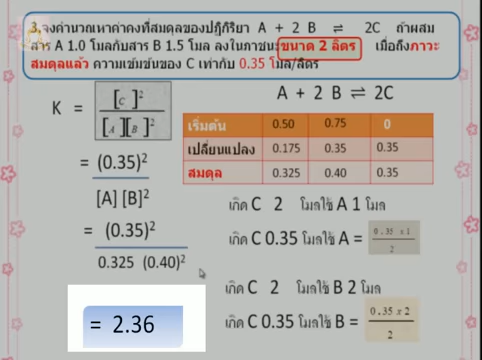 3.จงคำนวณหาค่าคงที่สมดุลของปฏิกิริยา A + 2 B ⇌ 2C ถ้าผสม
สาร A 1.0 โมลกับสาร B 1.5 โมล ลงในภาชนะขนาด 2 ลิตร เมื่อถึงภาวะ
สมดุลแล้ว ความเข้มข้นของ C เท่ากับ 0.35 โมล/ลิตร
K = [C]² / [A][B]²
= (0.35)²
[A] [B]²
= (0.35)²
0.325 (0.40)²
= 2.36
A + 2 B ⇌ 2C
เริ่มต้น 0.50 0.75 0
เปลี่ยนแปลง 0.175 0.35 0.35
สมดุล 0.325 0.40 0.35
เกิด C 2 โมลใช้ A 1 โมล
เกิด C 0.35 โมลใช้ A = 0.35 x 1 / 2
เกิด C 2 โมลใช้ B 2 โมล
เกิด C 0.35 โมลใช้ B = 0.35 x 2 / 2